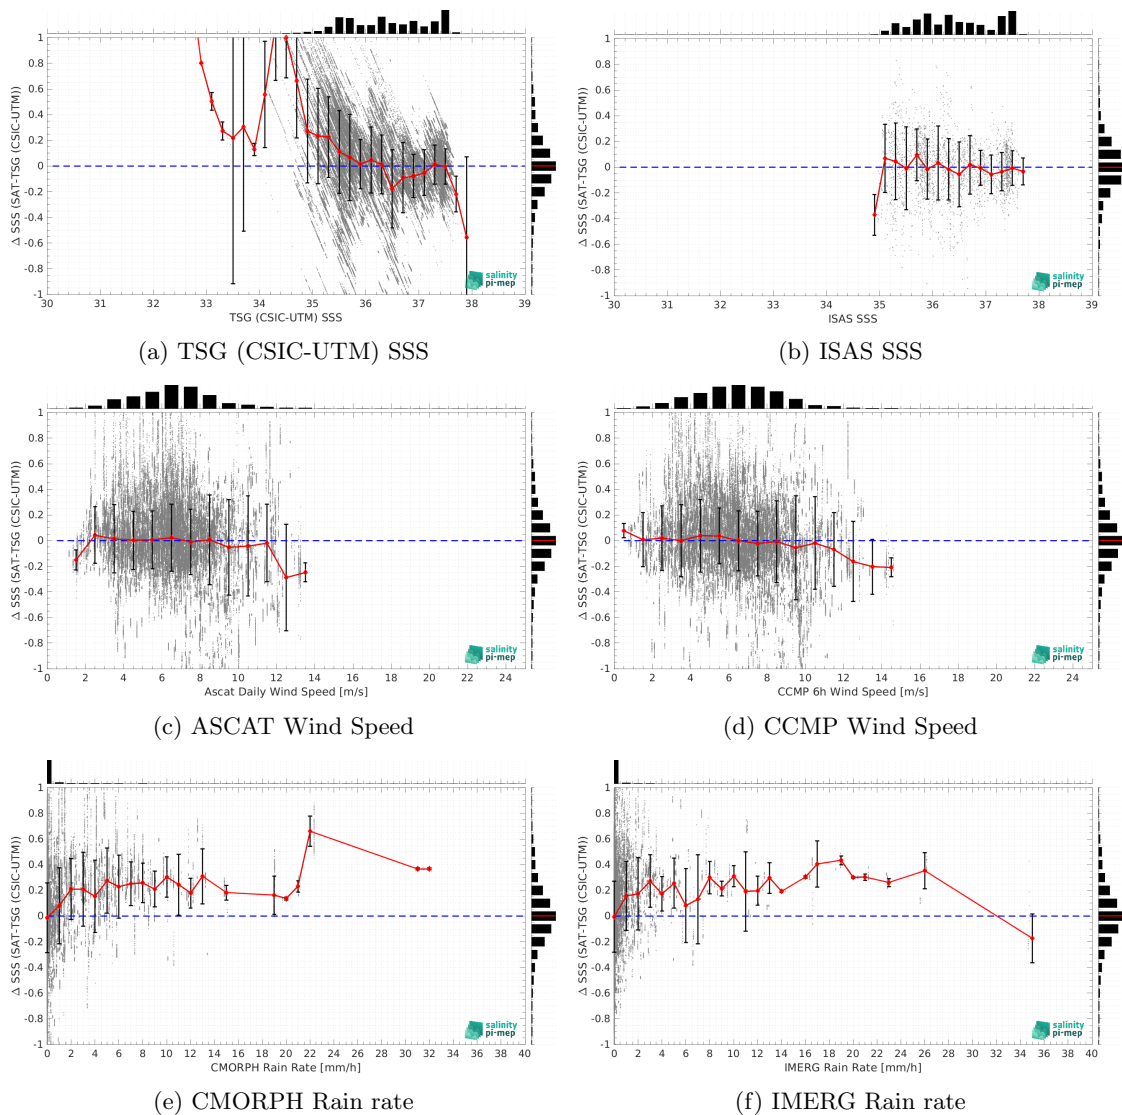 1
0.8
0.6
0.4
0.2
0
-0.2
-0.4
-0.6
-0.8
-1
Δ SSS (SAT-TSG (CSIC-UTM))
30 31 32 33 34 35 36 37 38 39
TSG (CSIC-UTM) SSS
salinity
pi-mep
(a) TSG (CSIC-UTM) SSS
1
0.8
0.6
0.4
0.2
0
-0.2
-0.4
-0.6
-0.8
-1
Δ SSS (SAT-TSG (CSIC-UTM))
30 31 32 33 34 35 36 37 38 39
ISAS SSS
salinity
pi-mep
(b) ISAS SSS
1
0.8
0.6
0.4
0.2
0
-0.2
-0.4
-0.6
-0.8
-1
Δ SSS (SAT-TSG (CSIC-UTM))
0 2 4 6 8 10 12 14 16 18 20 22 24
Ascat Daily Wind Speed [m/s]
salinity
pi-mep
(c) ASCAT Wind Speed
1
0.8
0.6
0.4
0.2
0
-0.2
-0.4
-0.6
-0.8
-1
Δ SSS (SAT-TSG (CSIC-UTM))
0 2 4 6 8 10 12 14 16 18 20 22 24
CCMP 6h Wind Speed [m/s]
salinity
pi-mep
(d) CCMP Wind Speed
1
0.8
0.6
0.4
0.2
0
-0.2
-0.4
-0.6
-0.8
-1
Δ SSS (SAT-TSG (CSIC-UTM))
0 2 4 6 8 10 12 14 16 18 20 22 24 26 28 30 32 34 36 38 40
CMORPH Rain Rate [mm/h]
salinity
pi-mep
(e) CMORPH Rain rate
1
0.8
0.6
0.4
0.2
0
-0.2
-0.4
-0.6
-0.8
-1
Δ SSS (SAT-TSG (CSIC-UTM))
0 2 4 6 8 10 12 14 16 18 20 22 24 26 28 30 32 34 36 38 40
IMERG Rain Rate [mm/h]
salinity
pi-mep
(f) IMERG Rain rate